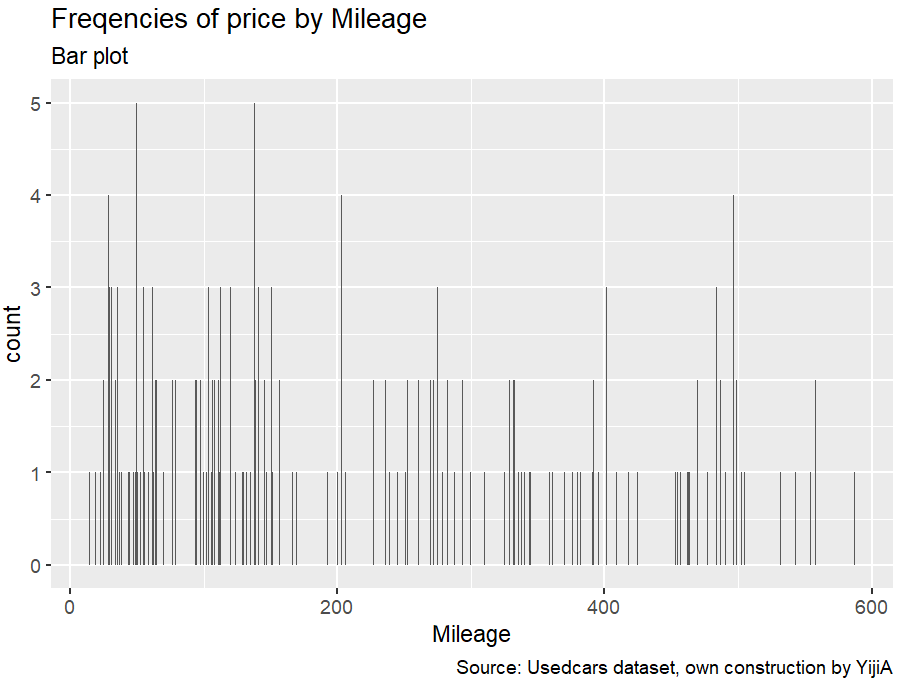 Freqencies of price by Mileage
Bar plot
5
4
3
2
1
0
count
0 200 400 600
Mileage
Source: Usedcars dataset, own construction by YijiA